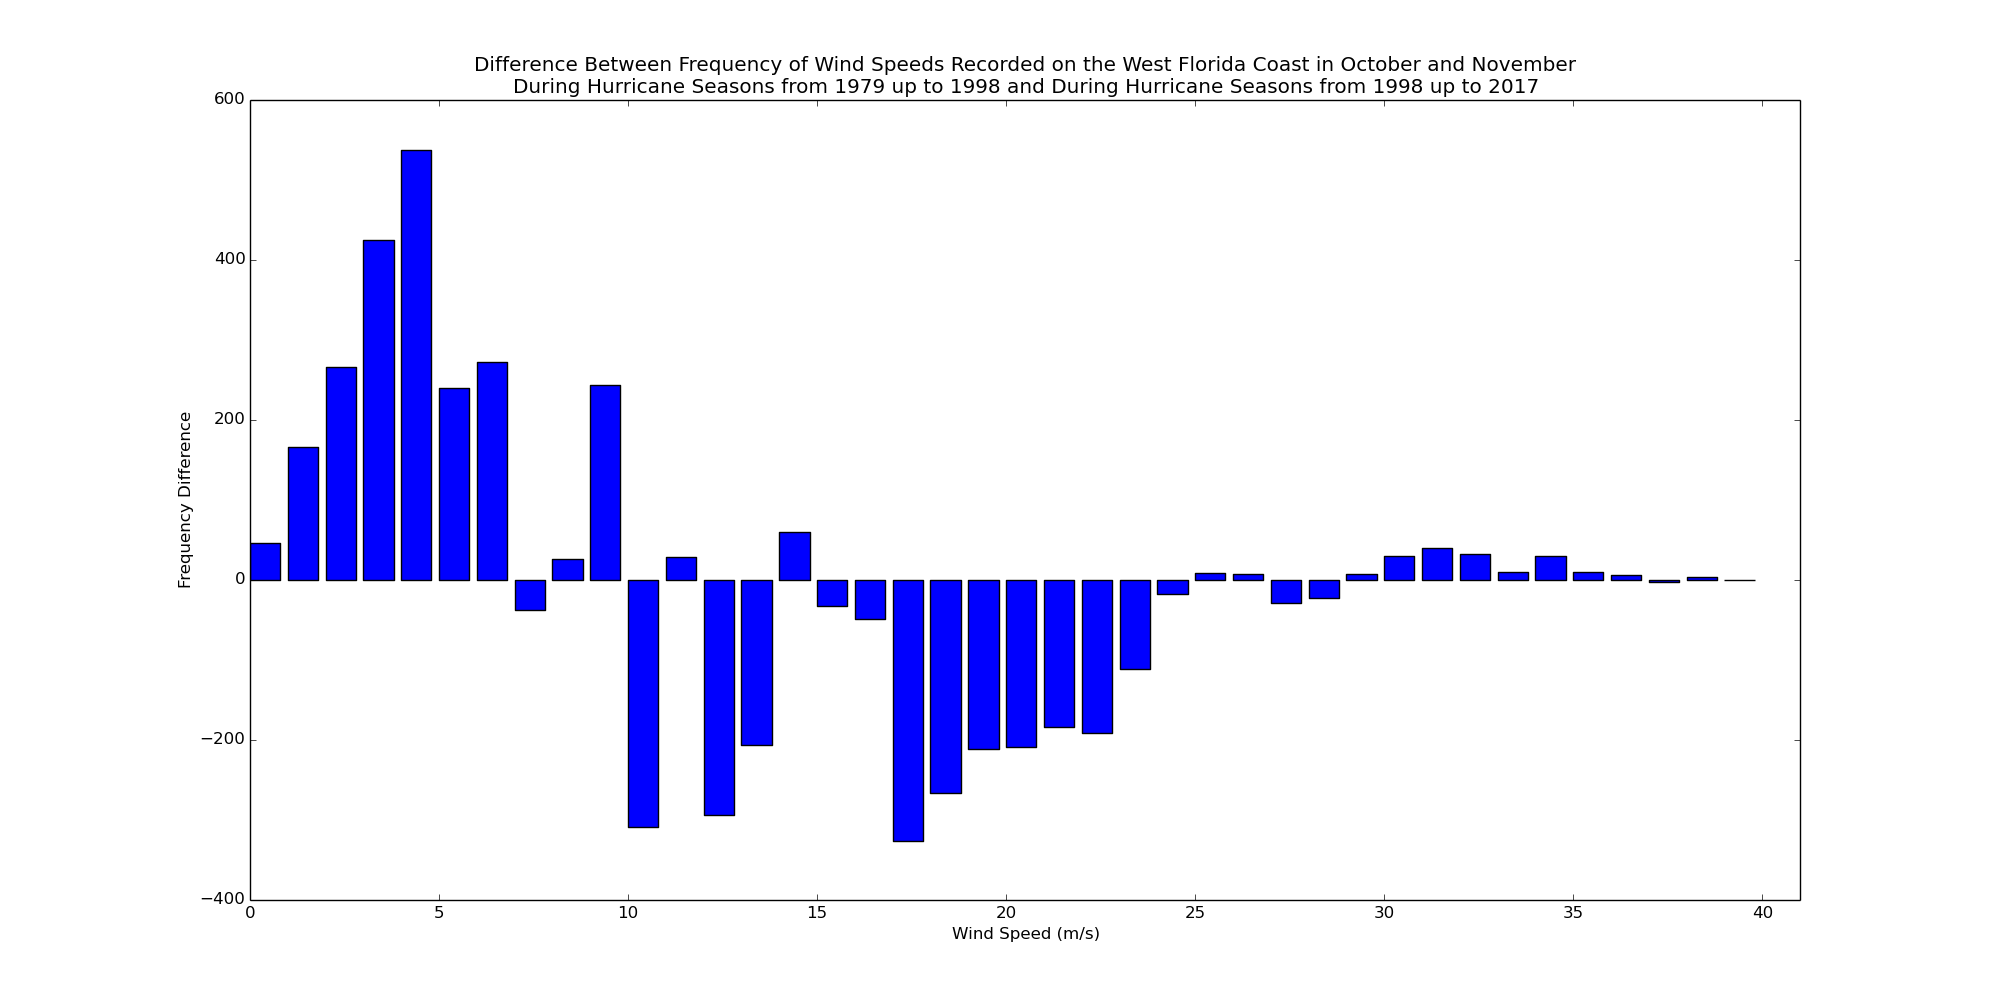 Difference Between Frequency of Wind Speeds Recorded on the West Florida Coast in October and November
During Hurricane Seasons from 1979 up to 1998 and During Hurricane Seasons from 1998 up to 2017
600
400
200
0
−200
−400
Frequency Difference
0 5 10 15 20 25 30 35 40
Wind Speed (m/s)